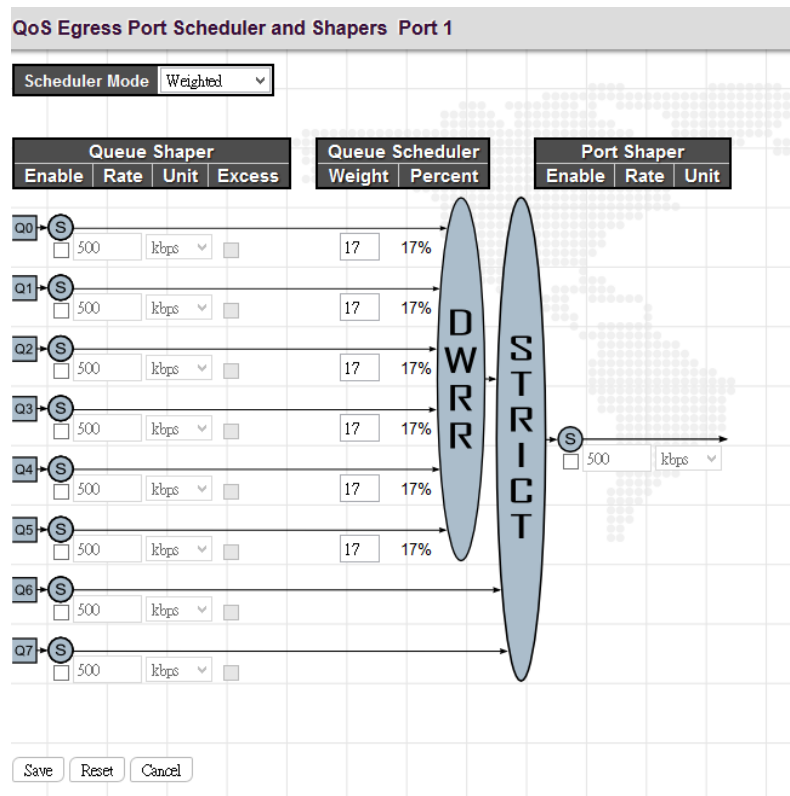 QoS Egress Port Scheduler and Shapers Port 1
Scheduler Mode Weighted
Queue Shaper Queue Scheduler Port Shaper
Enable Rate Unit Excess Weight Percent Enable Rate Unit
Q0 S
500 kbps 17 17%
Q1 S
500 kbps 17 17%
Q2 S
500 kbps 17 17%
Q3 S
500 kbps 17 17%
Q4 S
500 kbps 17 17%
Q5 S
500 kbps 17 17%
Q6 S
500 kbps
Q7 S
500 kbps
DWRR
STRICT
S
500 kbps
Save Reset Cancel